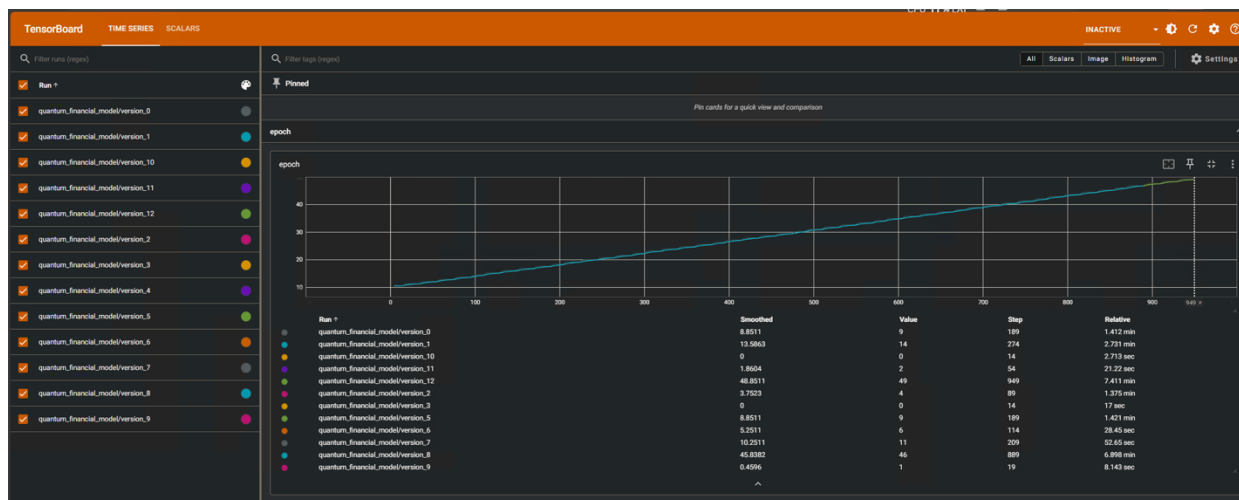 TensorBoard TIME SERIES SCALARS INACTIVE
Filter runs (regex)
Filter tags (regex) All Scalars Image Histogram Settings
Run ↑
Pinned
Pin cards for a quick view and comparison
quantum_financial_model/version_0
quantum_financial_model/version_1
quantum_financial_model/version_10
quantum_financial_model/version_11
quantum_financial_model/version_12
quantum_financial_model/version_2
quantum_financial_model/version_3
quantum_financial_model/version_4
quantum_financial_model/version_5
quantum_financial_model/version_6
quantum_financial_model/version_7
quantum_financial_model/version_8
quantum_financial_model/version_9
epoch
epoch
40
30
20
10
0 100 200 300 400 500 600 700 800 900 949
Run ↑ Smoothed Value Step Relative
quantum_financial_model/version_0 8.8511 9 189 1.412 min
quantum_financial_model/version_1 13.5863 14 274 2.731 min
quantum_financial_model/version_10 0 0 14 2.713 sec
quantum_financial_model/version_11 1.8604 2 54 21.22 sec
quantum_financial_model/version_12 48.8511 49 949 7.411 min
quantum_financial_model/version_2 3.7523 4 89 1.375 min
quantum_financial_model/version_3 0 0 14 17 sec
quantum_financial_model/version_5 8.8511 9 189 1.421 min
quantum_financial_model/version_6 5.2511 6 114 28.45 sec
quantum_financial_model/version_7 10.2511 11 209 52.65 sec
quantum_financial_model/version_8 45.8382 46 889 6.898 min
quantum_financial_model/version_9 0.4596 1 19 8.143 sec